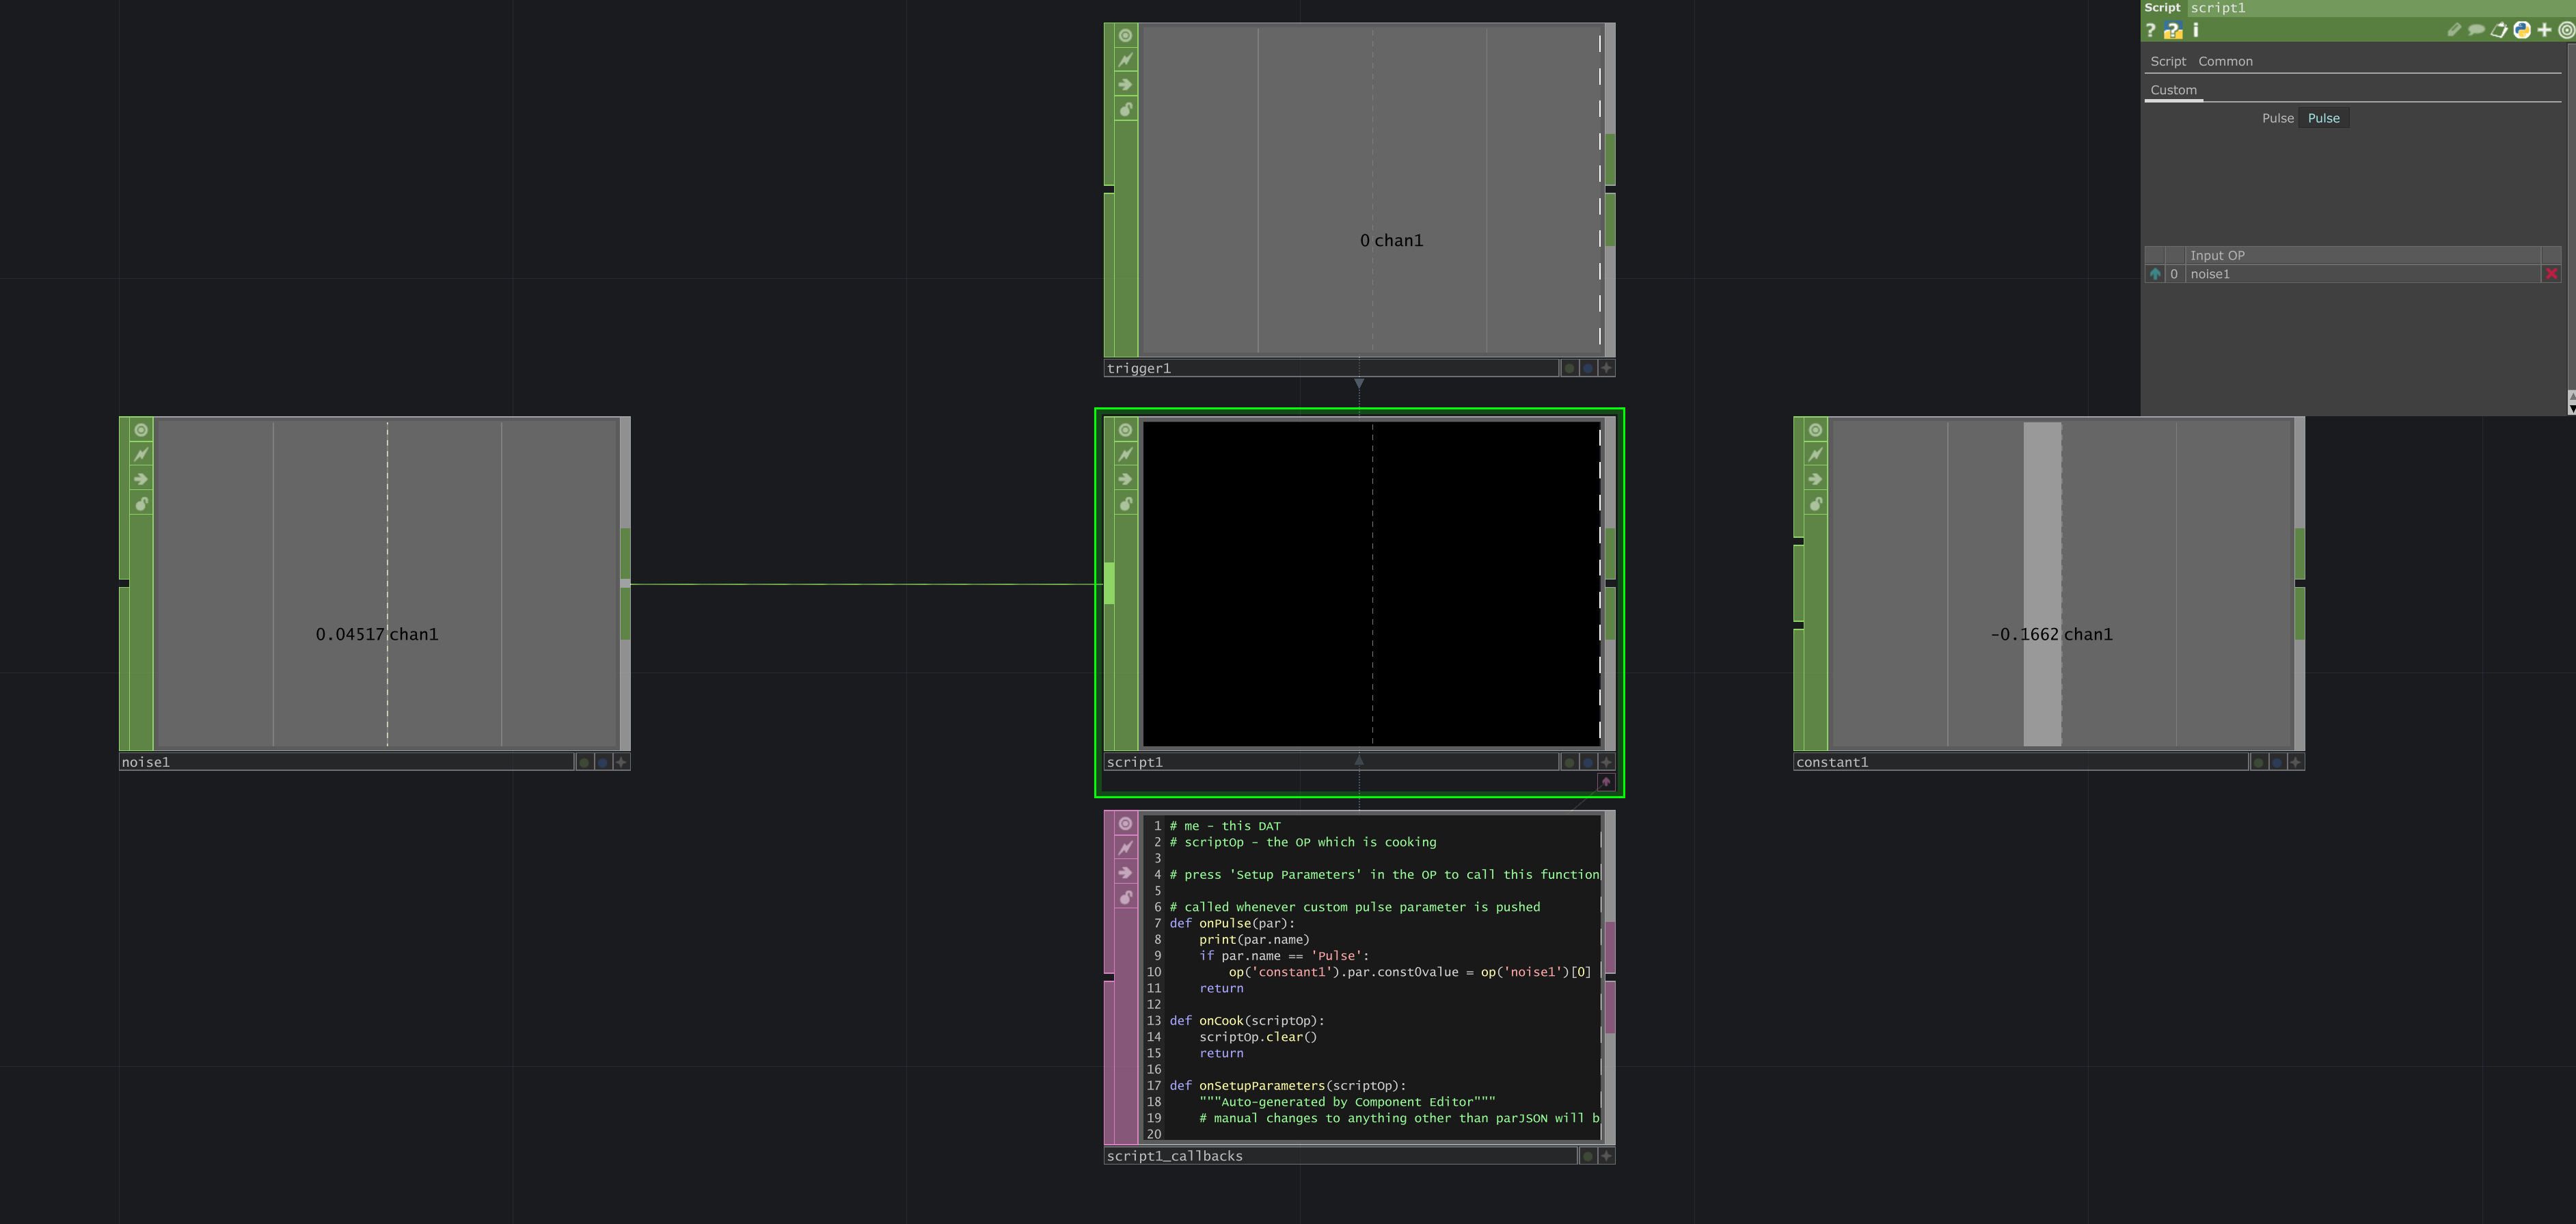 Script script1
? ? i
Script Common
Custom
Pulse Pulse
Input OP
0 noise1
0 chan1
trigger1
0.04517 chan1
noise1
script1
-0.1662 chan1
constant1
1 # me - this DAT
2 # scriptOp - the OP which is cooking
3
4 # press 'Setup Parameters' in the OP to call this function
5
6 # called whenever custom pulse parameter is pushed
7 def onPulse(par):
8 print(par.name)
9 if par.name == 'Pulse':
10 op('constant1').par.const0value = op('noise1')[0]
11 return
12
13 def onCook(scriptOp):
14 scriptOp.clear()
15 return
16
17 def onSetupParameters(scriptOp):
18 """Auto-generated by Component Editor"""
19 # manual changes to anything other than parJSON will b
20
script1_callbacks